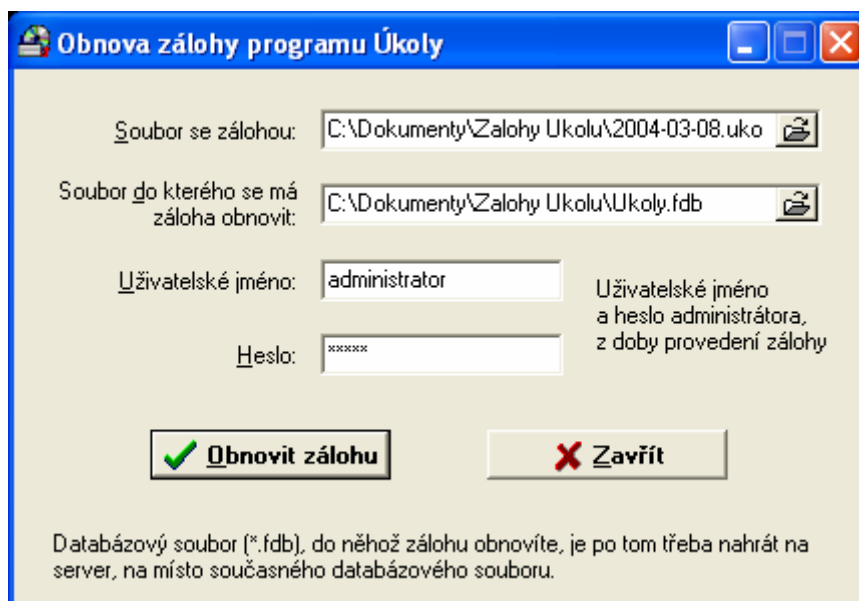 Obnova zálohy programu Úkoly
Soubor se zálohou:
C:\Dokumenty\Zalohy Ukolu\2004-03-08.uko
Soubor do kterého se má
záloha obnovit:
C:\Dokumenty\Zalohy Ukolu\Ukoly.fdb
Uživatelské jméno:
administrator
Uživatelské jméno
a heslo administrátora,
z doby provedení zálohy
Heslo:
*****
Obnovit zálohu
Zavřít
Databázový soubor (*.fdb), do něhož zálohu obnovíte, je po tom třeba nahrát na
server, na místo současného databázového souboru.